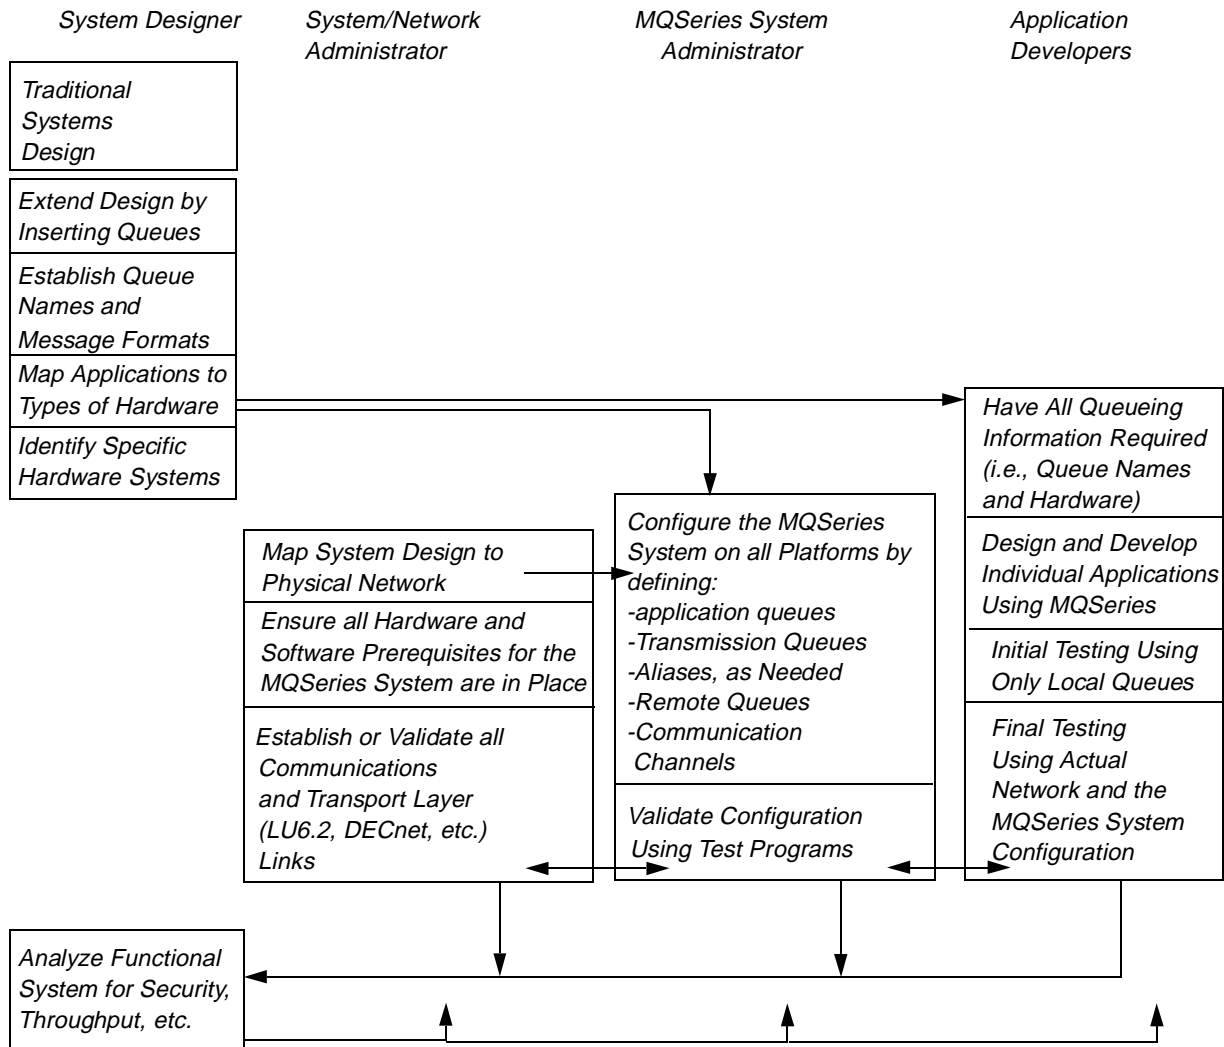 System Designer
System/Network
Administrator
MQSeries System
Administrator
Application
Developers
Traditional
Systems
Design
Extend Design by
Inserting Queues
Establish Queue
Names and
Message Formats
Map Applications to
Types of Hardware
Identify Specific
Hardware Systems
Map System Design to
Physical Network
Ensure all Hardware and
Software Prerequisites for the
MQSeries System are in Place
Establish or Validate all
Communications
and Transport Layer
(LU6.2, DECnet, etc.)
Links
Configure the MQSeries
System on all Platforms by
defining:
-application queues
-Transmission Queues
-Aliases, as Needed
-Remote Queues
-Communication
Channels
Validate Configuration
Using Test Programs
Have All Queueing
Information Required
(i.e., Queue Names
and Hardware)
Design and Develop
Individual Applications
Using MQSeries
Initial Testing Using
Only Local Queues
Final Testing
Using Actual
Network and the
MQSeries System
Configuration
Analyze Functional
System for Security,
Throughput, etc.